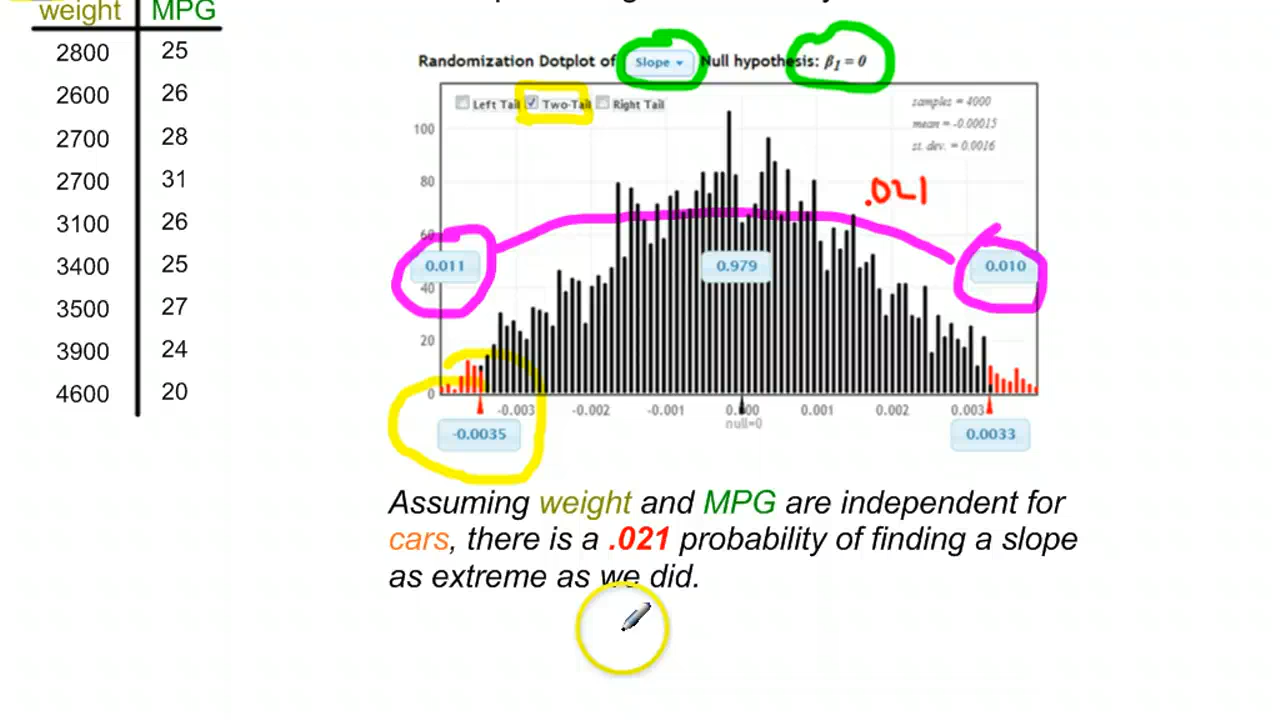 weight MPG
2800 25
2600 26
2700 28
2700 31
3100 26
3400 25
3500 27
3900 24
4600 20
Randomization Dotplot of Slope Null hypothesis: β1 = 0
Left Tail Two-Tail Right Tail
samples = 4000
mean = -0.00015
st. dev. = 0.0016
100
80
.021
60
0.011 0.979 0.010
40
20
0
-0.003 -0.002 -0.001 0.000 0.001 0.002 0.003
null=0
-0.0035 0.0033
Assuming weight and MPG are independent for
cars, there is a .021 probability of finding a slope
as extreme as we did.